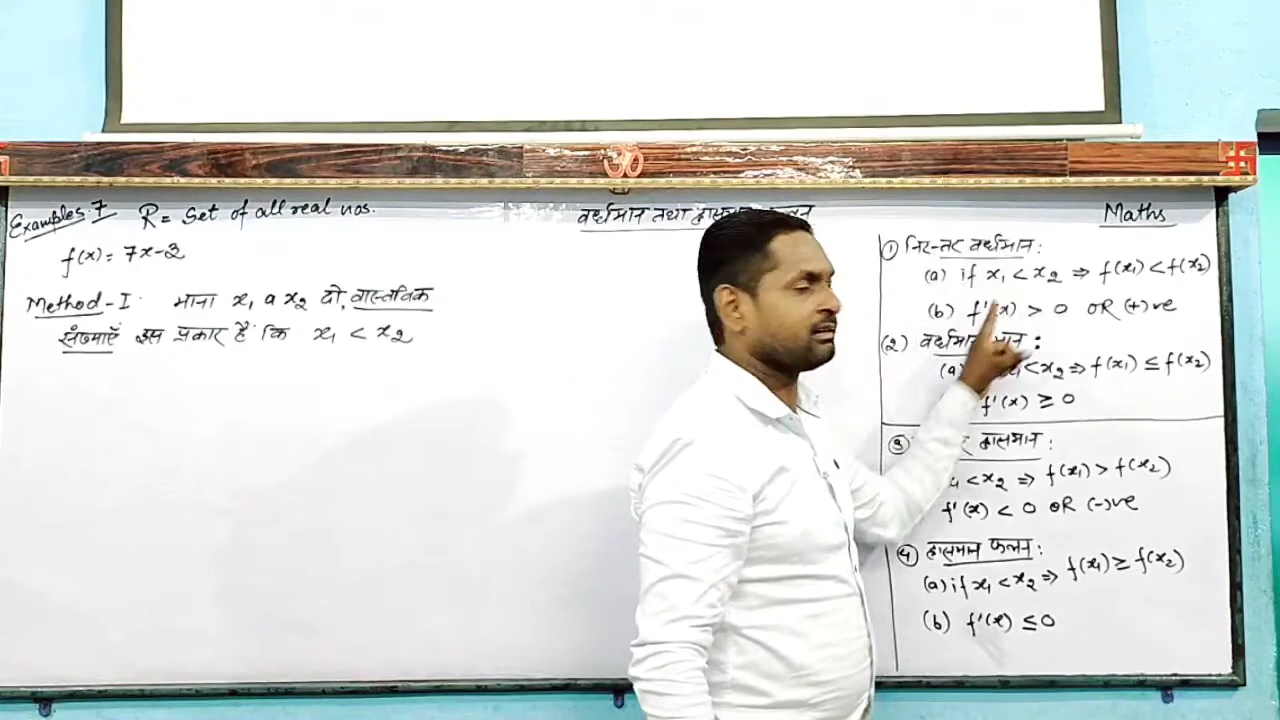 Examples 7 R = Set of all real nos.
f(x) = 7x-3
Method-I: माना x₁ a x₂ दो, वास्तविक
संख्याएँ इस प्रकार हैं कि x₁ < x₂
वर्धमान तथा
Maths
① निरन्तर वर्धमान:
(a) if x₁ < x₂ ⇒ f(x₁) < f(x₂)
(b) f'(x) > 0 OR (+)ve
(2) वर्धमान
(a) < x₂ ⇒ f(x₁) ≤ f(x₂)
f'(x) ≥ 0
③ ह्रासमान:
x₁ < x₂ ⇒ f(x₁) > f(x₂)
f'(x) < 0 OR (-)ve
④ ह्रासमान फलन:
(a) if x₁ < x₂ ⇒ f(x₁) ≥ f(x₂)
(b) f'(x) ≤ 0